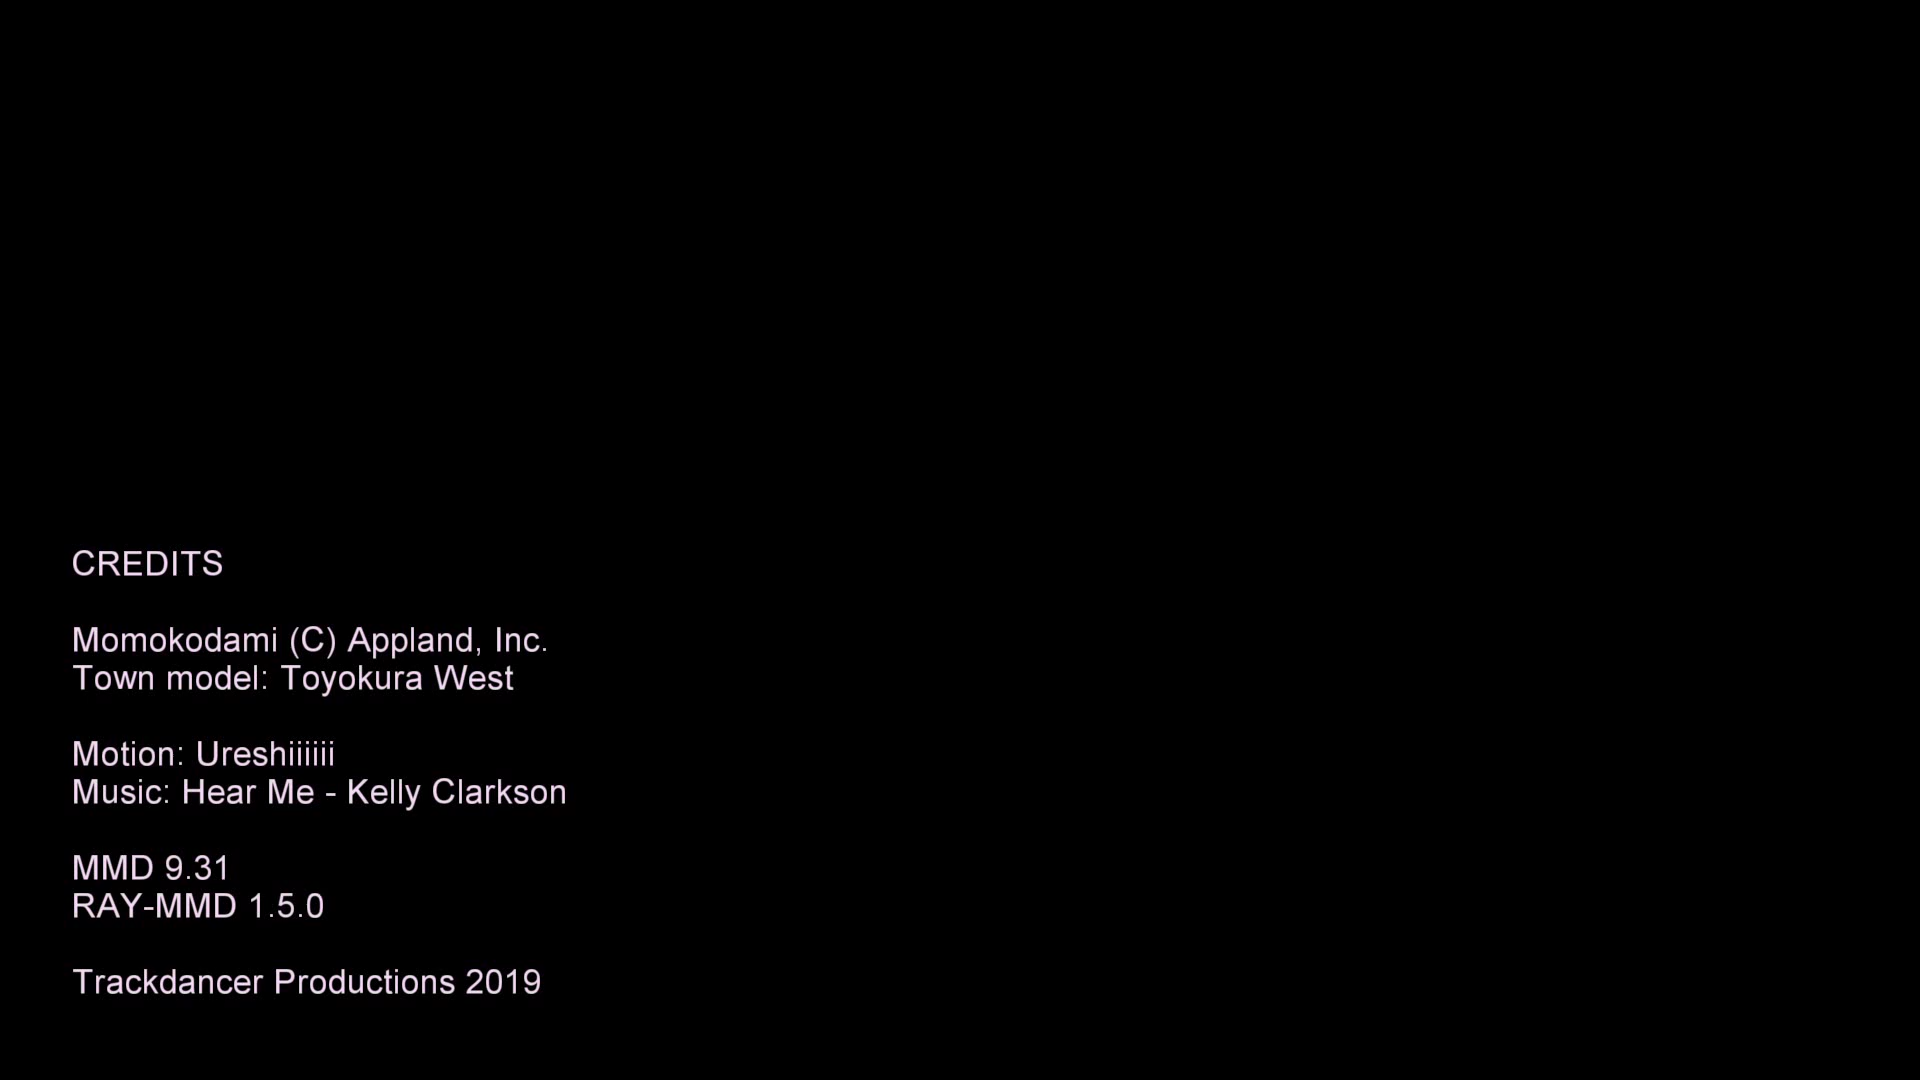 CREDITS
Momokodami (C) Appland, Inc.
Town model: Toyokura West
Motion: Ureshiiiiii
Music: Hear Me - Kelly Clarkson
MMD 9.31
RAY-MMD 1.5.0
Trackdancer Productions 2019